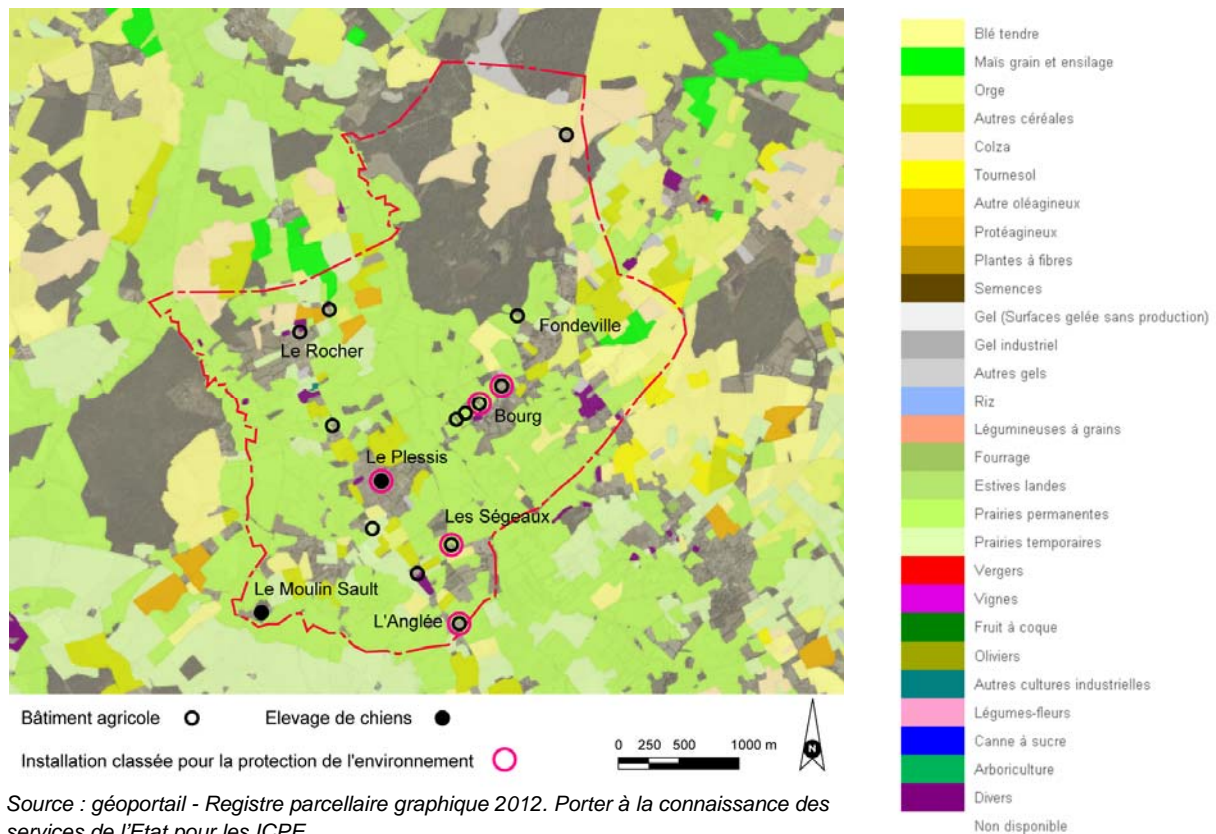 Fondeville
Le Rocher
Bourg
Le Plessis
Les Ségeaux
Le Moulin Sault
L'Anglée
Bâtiment agricole
Elevage de chiens
Installation classée pour la protection de l'environnement
0 250 500 1000 m
N
Source : géoportail - Registre parcellaire graphique 2012. Porter à la connaissance des
services de l'Etat pour les ICPE
Blé tendre
Maïs grain et ensilage
Orge
Autres céréales
Colza
Tournesol
Autre oléagineux
Protéagineux
Plantes à fibres
Semences
Gel (Surfaces gelée sans production)
Gel industriel
Autres gels
Riz
Légumineuses à grains
Fourrage
Estives landes
Prairies permanentes
Prairies temporaires
Vergers
Vignes
Fruit à coque
Oliviers
Autres cultures industrielles
Légumes-fleurs
Canne à sucre
Arboriculture
Divers
Non disponible